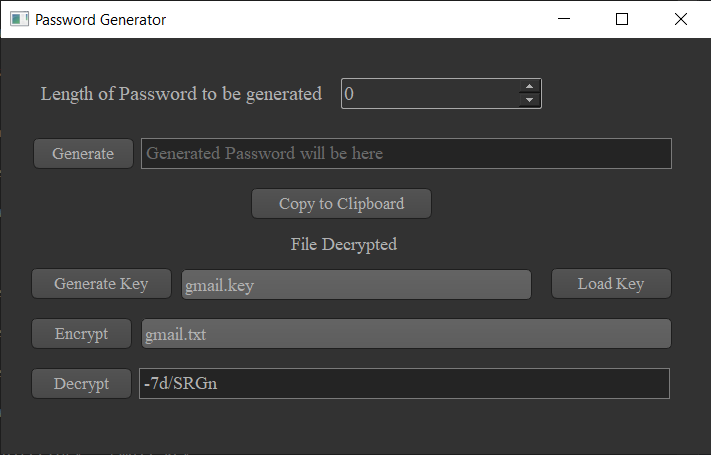 Password Generator
Length of Password to be generated 0
Generate Generated Password will be here
Copy to Clipboard
File Decrypted
Generate Key gmail.key Load Key
Encrypt gmail.txt
Decrypt -7d/SRGn